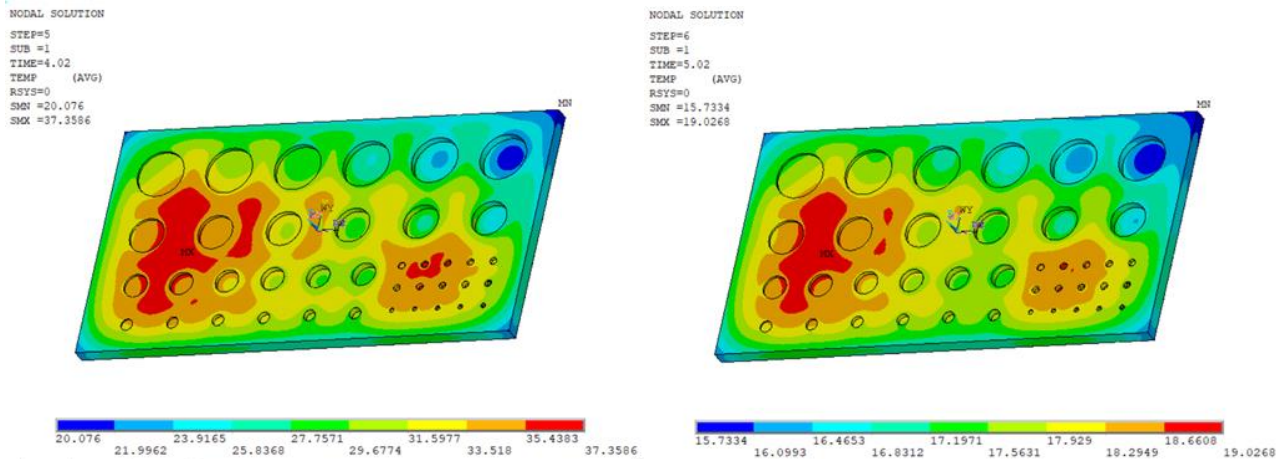 NODAL SOLUTION
STEP=5
SUB =1
TIME=4.02
TEMP (AVG)
RSYS=0
SMN =20.076
SMX =37.3586
MN
MX
20.076 23.9165 27.7571 31.5977 35.4383
21.9962 25.8368 29.6774 33.518 37.3586
NODAL SOLUTION
STEP=6
SUB =1
TIME=5.02
TEMP (AVG)
RSYS=0
SMN =15.7334
SMX =19.0268
MN
MX
15.7334 16.4653 17.1971 17.929 18.6608
16.0993 16.8312 17.5631 18.2949 19.0268